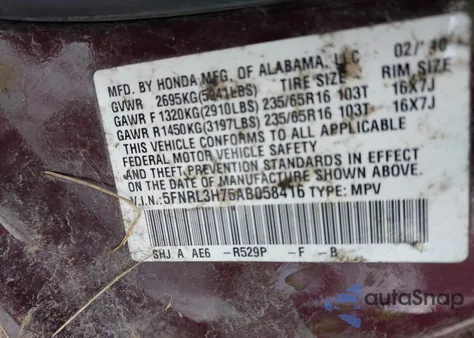 MFD. BY HONDA MFG. OF ALABAMA, LLC 02/10
GVWR 2695KG(5941LBS) TIRE SIZE RIM SIZE
GAWR F 1320KG(2910LBS) 235/65R16 103T 16X7J
GAWR R 1450KG(3197LBS) 235/65R16 103T 16X7J
THIS VEHICLE CONFORMS TO ALL APPLICABLE
FEDERAL MOTOR VEHICLE SAFETY
AND THEFT PREVENTION STANDARDS IN EFFECT
ON THE DATE OF MANUFACTURE SHOWN ABOVE.
V.I.N.:5FNRL3H75AB058416 TYPE: MPV
SHJ A AE6 -R529P -F -B
autaSnap